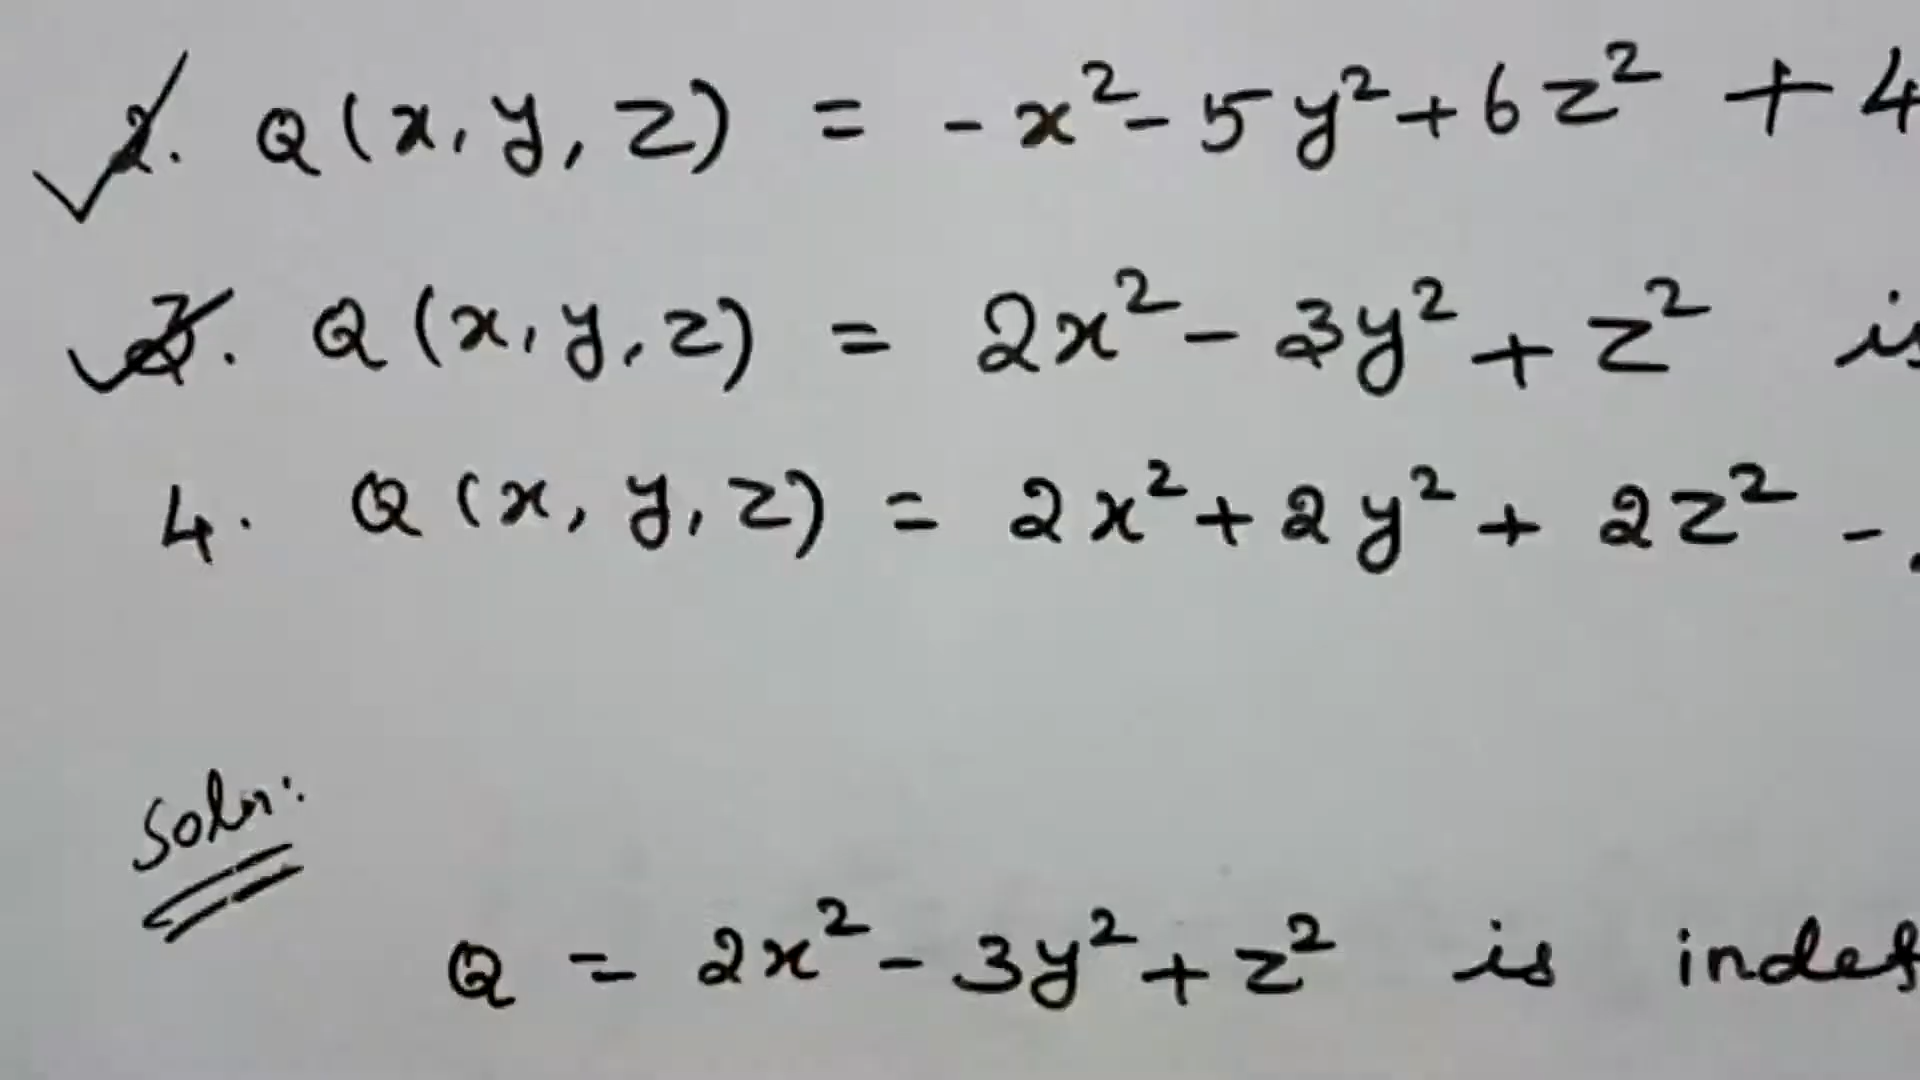 2. Q(x, y, z) = -x² - 5y² + 6z² + 4
3. Q(x, y, z) = 2x² - 3y² + z² is
4. Q(x, y, z) = 2x² + 2y² + 2z² -
Soln:
Q = 2x² - 3y² + z² is indef